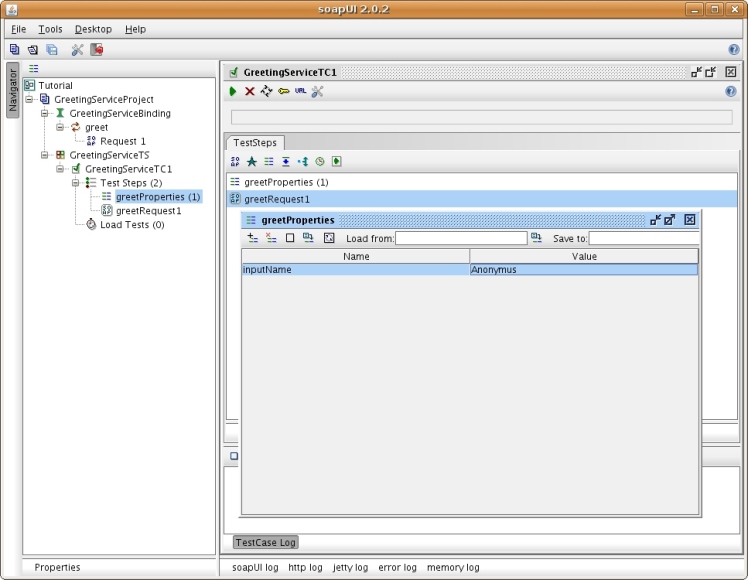 soapUI 2.0.2
File Tools Desktop Help
Navigator
Tutorial
GreetingServiceProject
GreetingServiceBinding
greet
Request 1
GreetingServiceTS
GreetingServiceTC1
Test Steps (2)
greetProperties (1)
greetRequest1
Load Tests (0)
Properties
GreetingServiceTC1
URL
TestSteps
greetProperties (1)
greetRequest1
greetProperties
Load from: Save to:
Name Value
inputName Anonymus
TestCase Log
soapUI log http log jetty log error log memory log